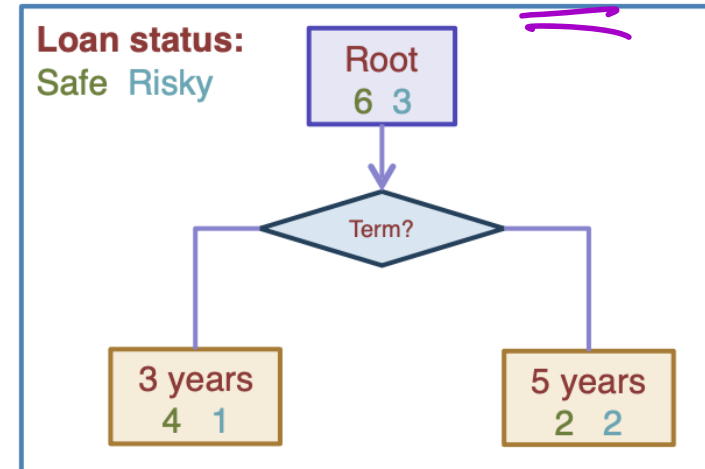 Loan status:
Safe Risky
Root
6 3
Term?
3 years
4 1
5 years
2 2